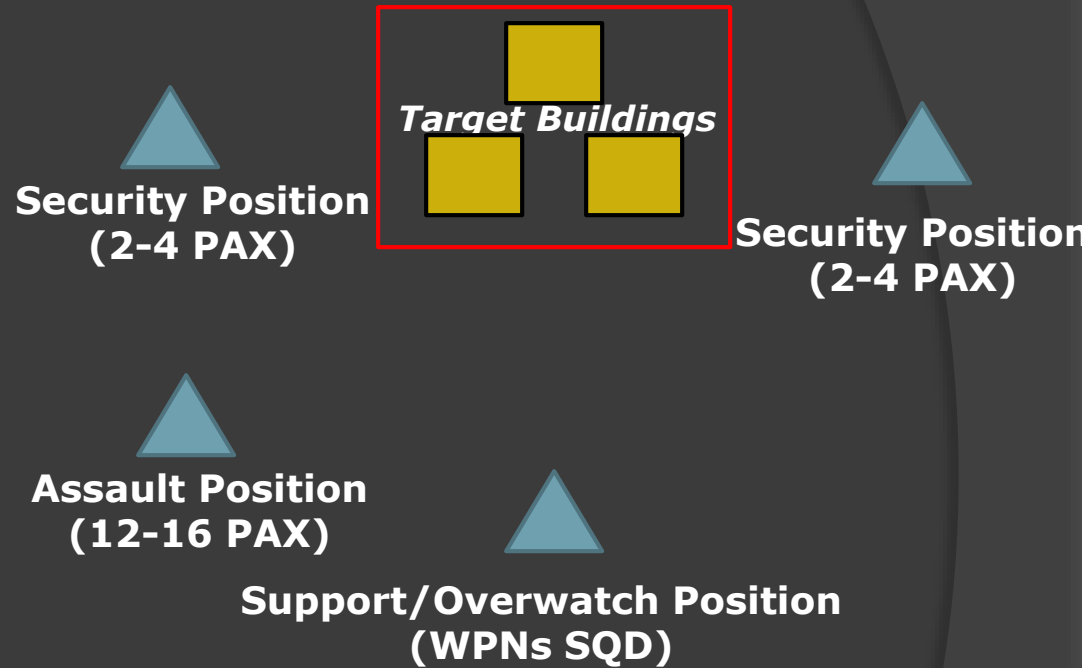 Target Buildings
Security Position
(2-4 PAX)
Security Position
(2-4 PAX)
Assault Position
(12-16 PAX)
Support/Overwatch Position
(WPNs SQD)